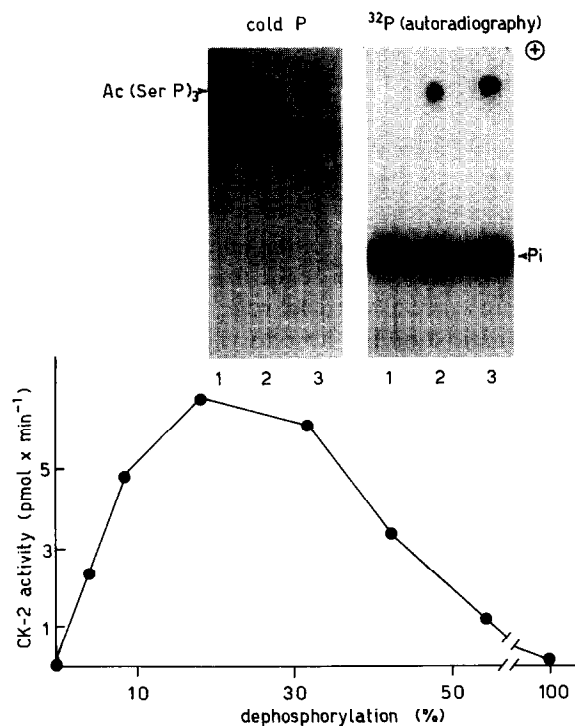 cold P
³²P (autoradiography)
⊕
Ac (Ser P)₃
Pi
1 2 3
1 2 3
CK-2 activity (pmol x min⁻¹)
5
3
1
10 30 50 100
dephosphorylation (%)